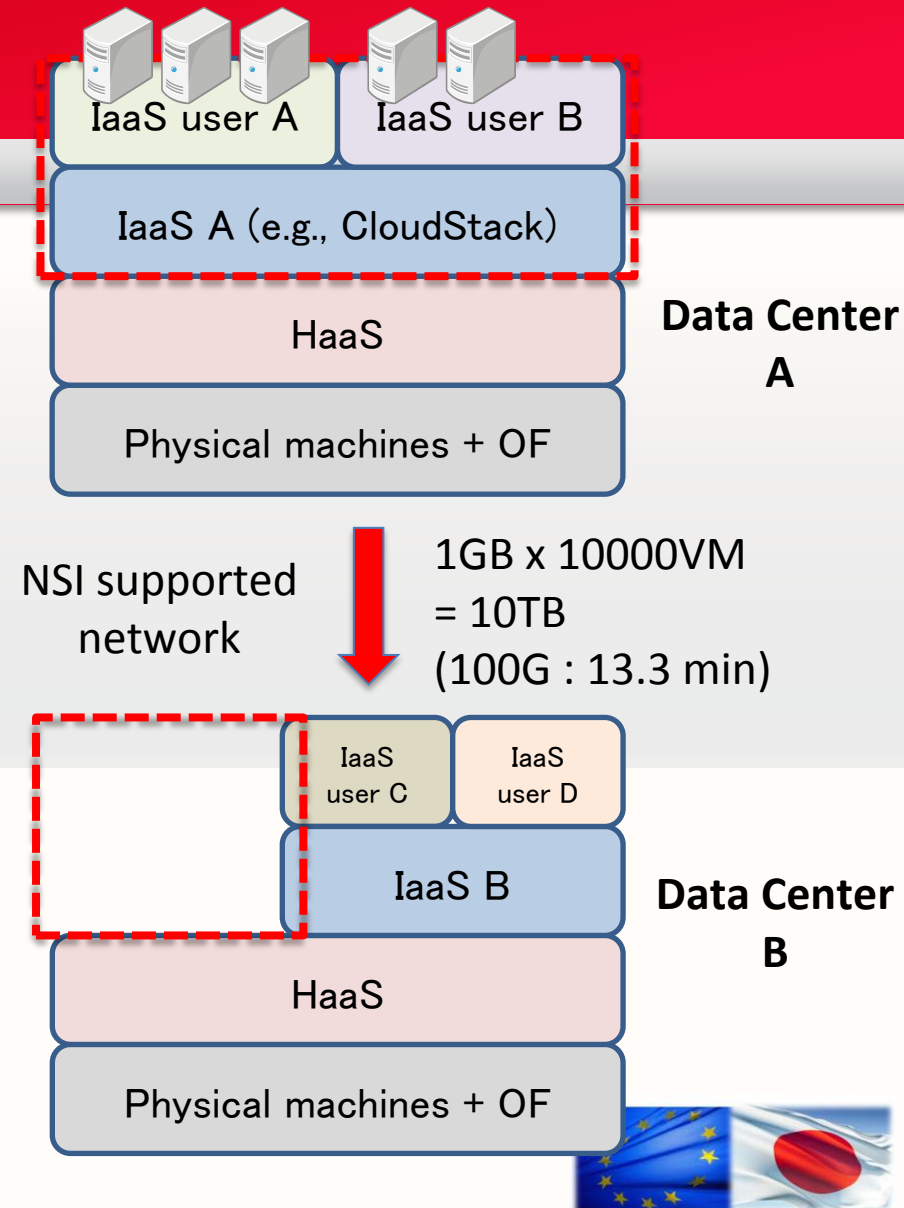 IaaS user A
IaaS user B
IaaS A (e.g., CloudStack)
HaaS
Physical machines + OF
Data Center
A
NSI supported
network
1GB x 10000VM
= 10TB
(100G : 13.3 min)
IaaS
user C
IaaS
user D
IaaS B
HaaS
Physical machines + OF
Data Center
B